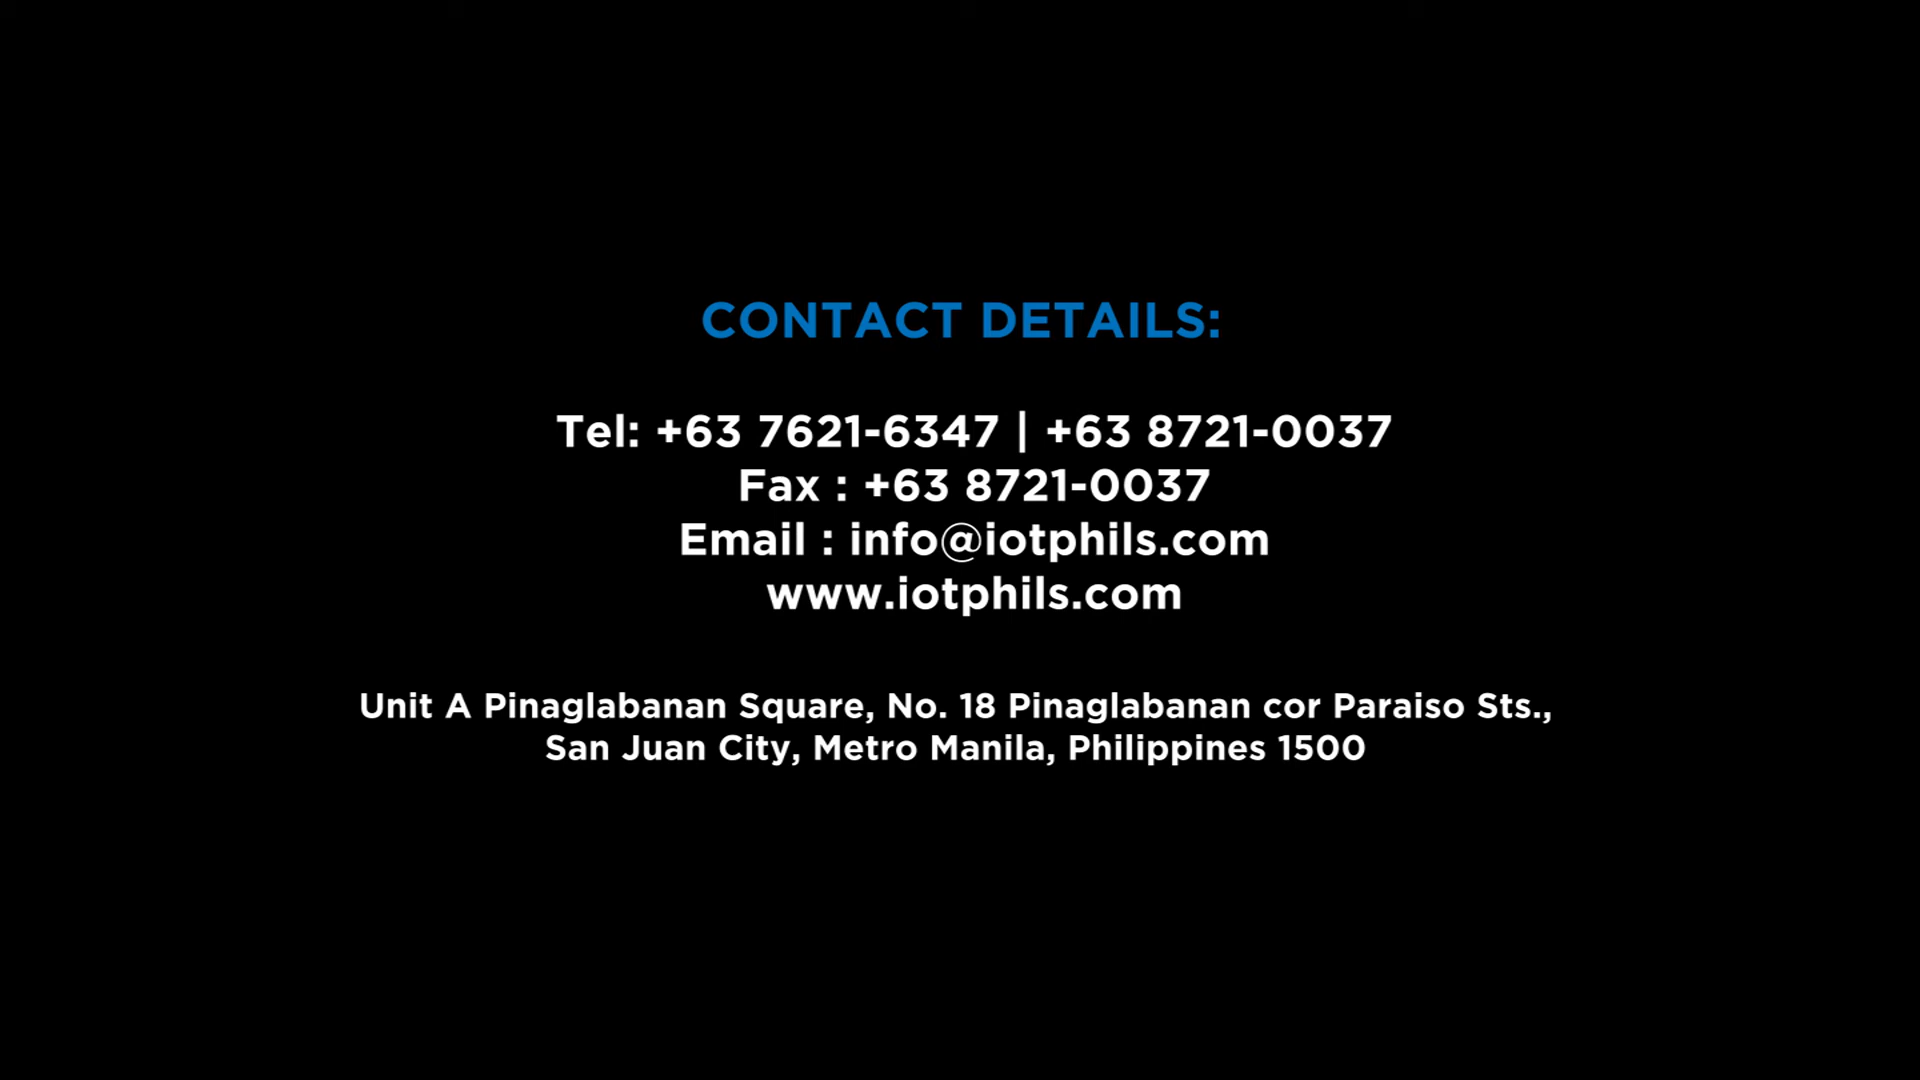 CONTACT DETAILS:
Tel: +63 7621-6347 | +63 8721-0037
Fax : +63 8721-0037
Email : info@iotphils.com
www.iotphils.com
Unit A Pinaglabanan Square, No. 18 Pinaglabanan cor Paraiso Sts.,
San Juan City, Metro Manila, Philippines 1500